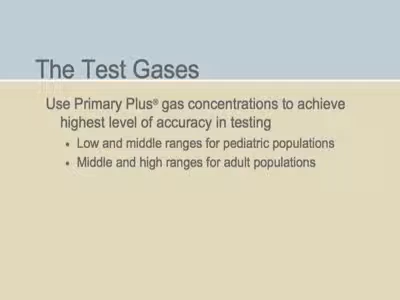 The Test Gases
Use Primary Plus® gas concentrations to achieve
highest level of accuracy in testing
• Low and middle ranges for pediatric populations
• Middle and high ranges for adult populations